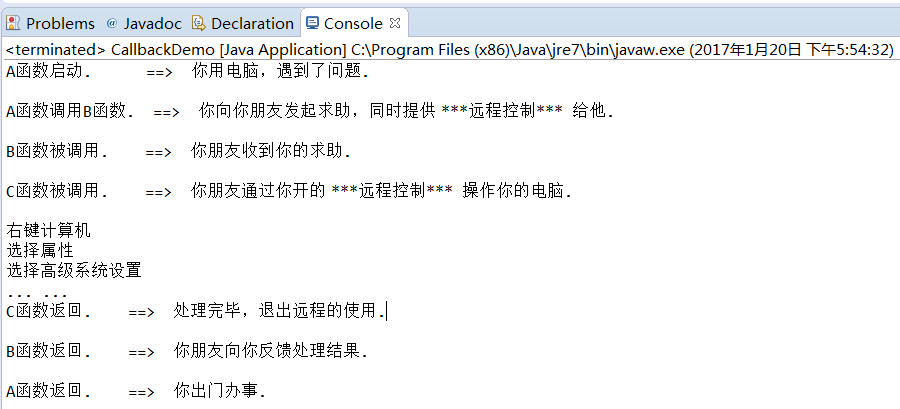 Problems @ Javadoc Declaration Console
<terminated> CallbackDemo [Java Application] C:\Program Files (x86)\Java\jre7\bin\javaw.exe (2017年1月20日 下午5:54:32)
A函数启动. ==> 你用电脑，遇到了问题.
A函数调用B函数. ==> 你向你朋友发起求助，同时提供 ***远程控制*** 给他.
B函数被调用. ==> 你朋友收到你的求助.
C函数被调用. ==> 你朋友通过你开的 ***远程控制*** 操作你的电脑.
右键计算机
选择属性
选择高级系统设置
... ...
C函数返回. ==> 处理完毕，退出远程的使用.
B函数返回. ==> 你朋友向你反馈处理结果.
A函数返回. ==> 你出门办事.